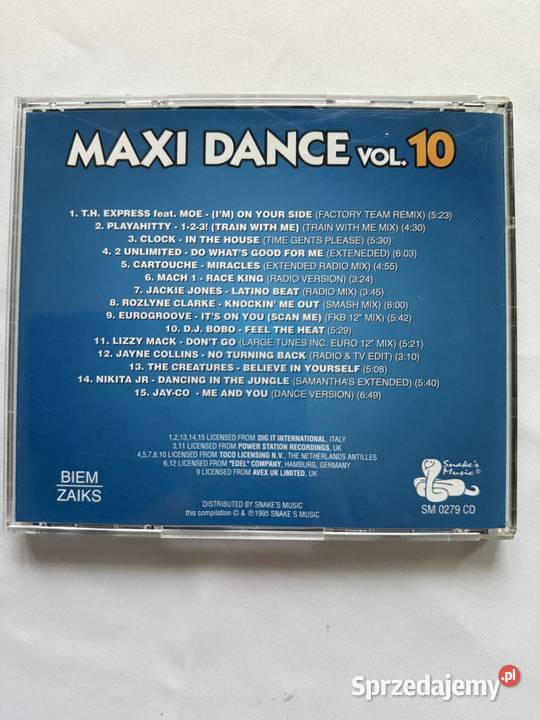 MAXI DANCE VOL. 10
1. T.H. EXPRESS feat. MOE - (I'M) ON YOUR SIDE (FACTORY TEAM REMIX) (5:23)
2. PLAYAHITTY - 1-2-3! (TRAIN WITH ME) (TRAIN WITH ME MIX) (4:30)
3. CLOCK - IN THE HOUSE (TIME GENTS PLEASE) (5:30)
4. 2 UNLIMITED - DO WHAT'S GOOD FOR ME (EXTENEDED) (6:03)
5. CARTOUCHE - MIRACLES (EXTENDED RADIO MIX) (4:55)
6. MACH 1 - RACE KING (RADIO VERSION) (3:24)
7. JACKIE JONES - LATINO BEAT (RADIO MIX) (3:45)
8. ROZLYNE CLARKE - KNOCKIN' ME OUT (SMASH MIX) (6:00)
9. EUROGROOVE - IT'S ON YOU (SCAN ME) (FKB 12" MIX) (5:42)
10. D.J. BOBO - FEEL THE HEAT (5:29)
11. LIZZY MACK - DON'T GO (LARGE TUNES INC. EURO 12" MIX) (5:21)
12. JAYNE COLLINS - NO TURNING BACK (RADIO & TV EDIT) (3:10)
13. THE CREATURES - BELIEVE IN YOURSELF (5:08)
14. NIKITA JR - DANCING IN THE JUNGLE (SAMANTHA'S EXTENDED) (5:40)
15. JAY-CO - ME AND YOU (DANCE VERSION) (6:49)
1,2,13,14,15 LICENSED FROM DIG IT INTERNATIONAL, ITALY
3,11 LICENSED FROM POWER STATION RECORDINGS, UK
4,5,7,8,10 LICENSED FROM TOCO LICENSING N.V., THE NETHERLANDS ANTILLES
6,12 LICENSED FROM "EDEL" COMPANY, HAMBURG, GERMANY
9 LICENSED FROM AVEX UK LIMITED, UK
BIEM
ZAIKS
Snake's
Music®
DISTRIBUTED BY SNAKE'S MUSIC
this compilation © & ℗1995 SNAKE'S MUSIC
SM 0279 CD
Sprzedajemy.pl